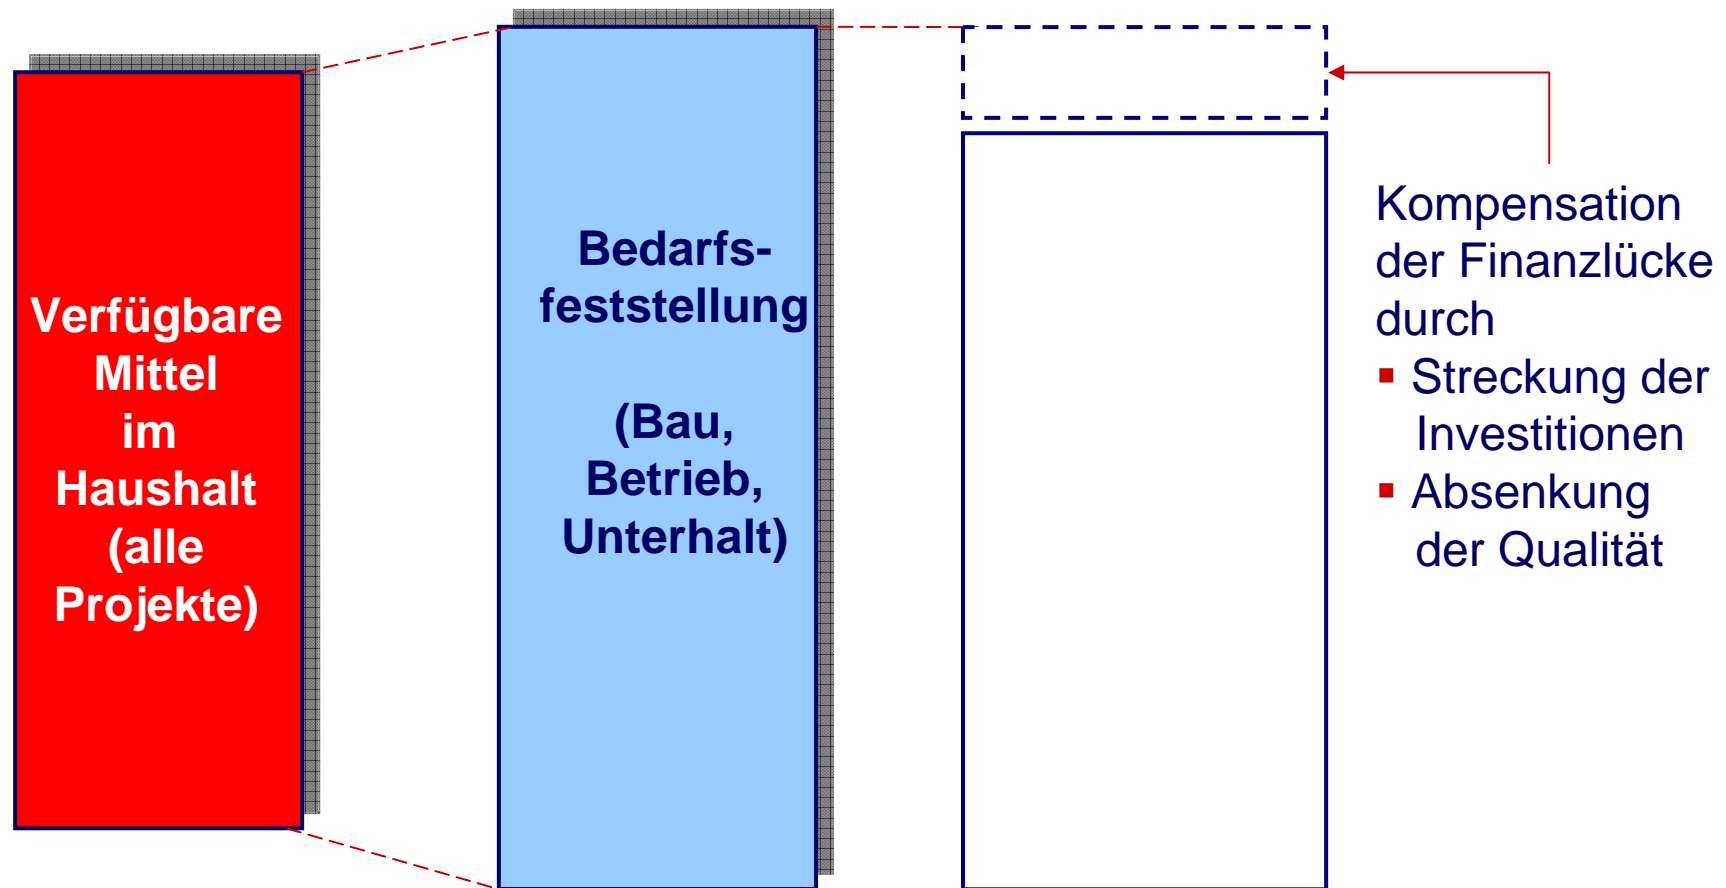 Verfügbare
Mittel
im
Haushalt
(alle
Projekte)
Bedarfs-
feststellung
(Bau,
Betrieb,
Unterhalt)
Kompensation
der Finanzlücke
durch
▪ Streckung der
Investitionen
▪ Absenkung
der Qualität